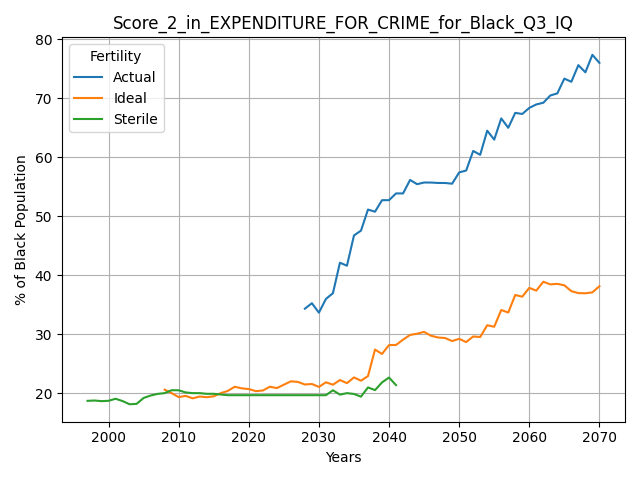 Score_2_in_EXPENDITURE_FOR_CRIME_for_Black_Q3_IQ
Fertility
Actual
Ideal
Sterile
% of Black Population
80
70
60
50
40
30
20
2000 2010 2020 2030 2040 2050 2060 2070
Years